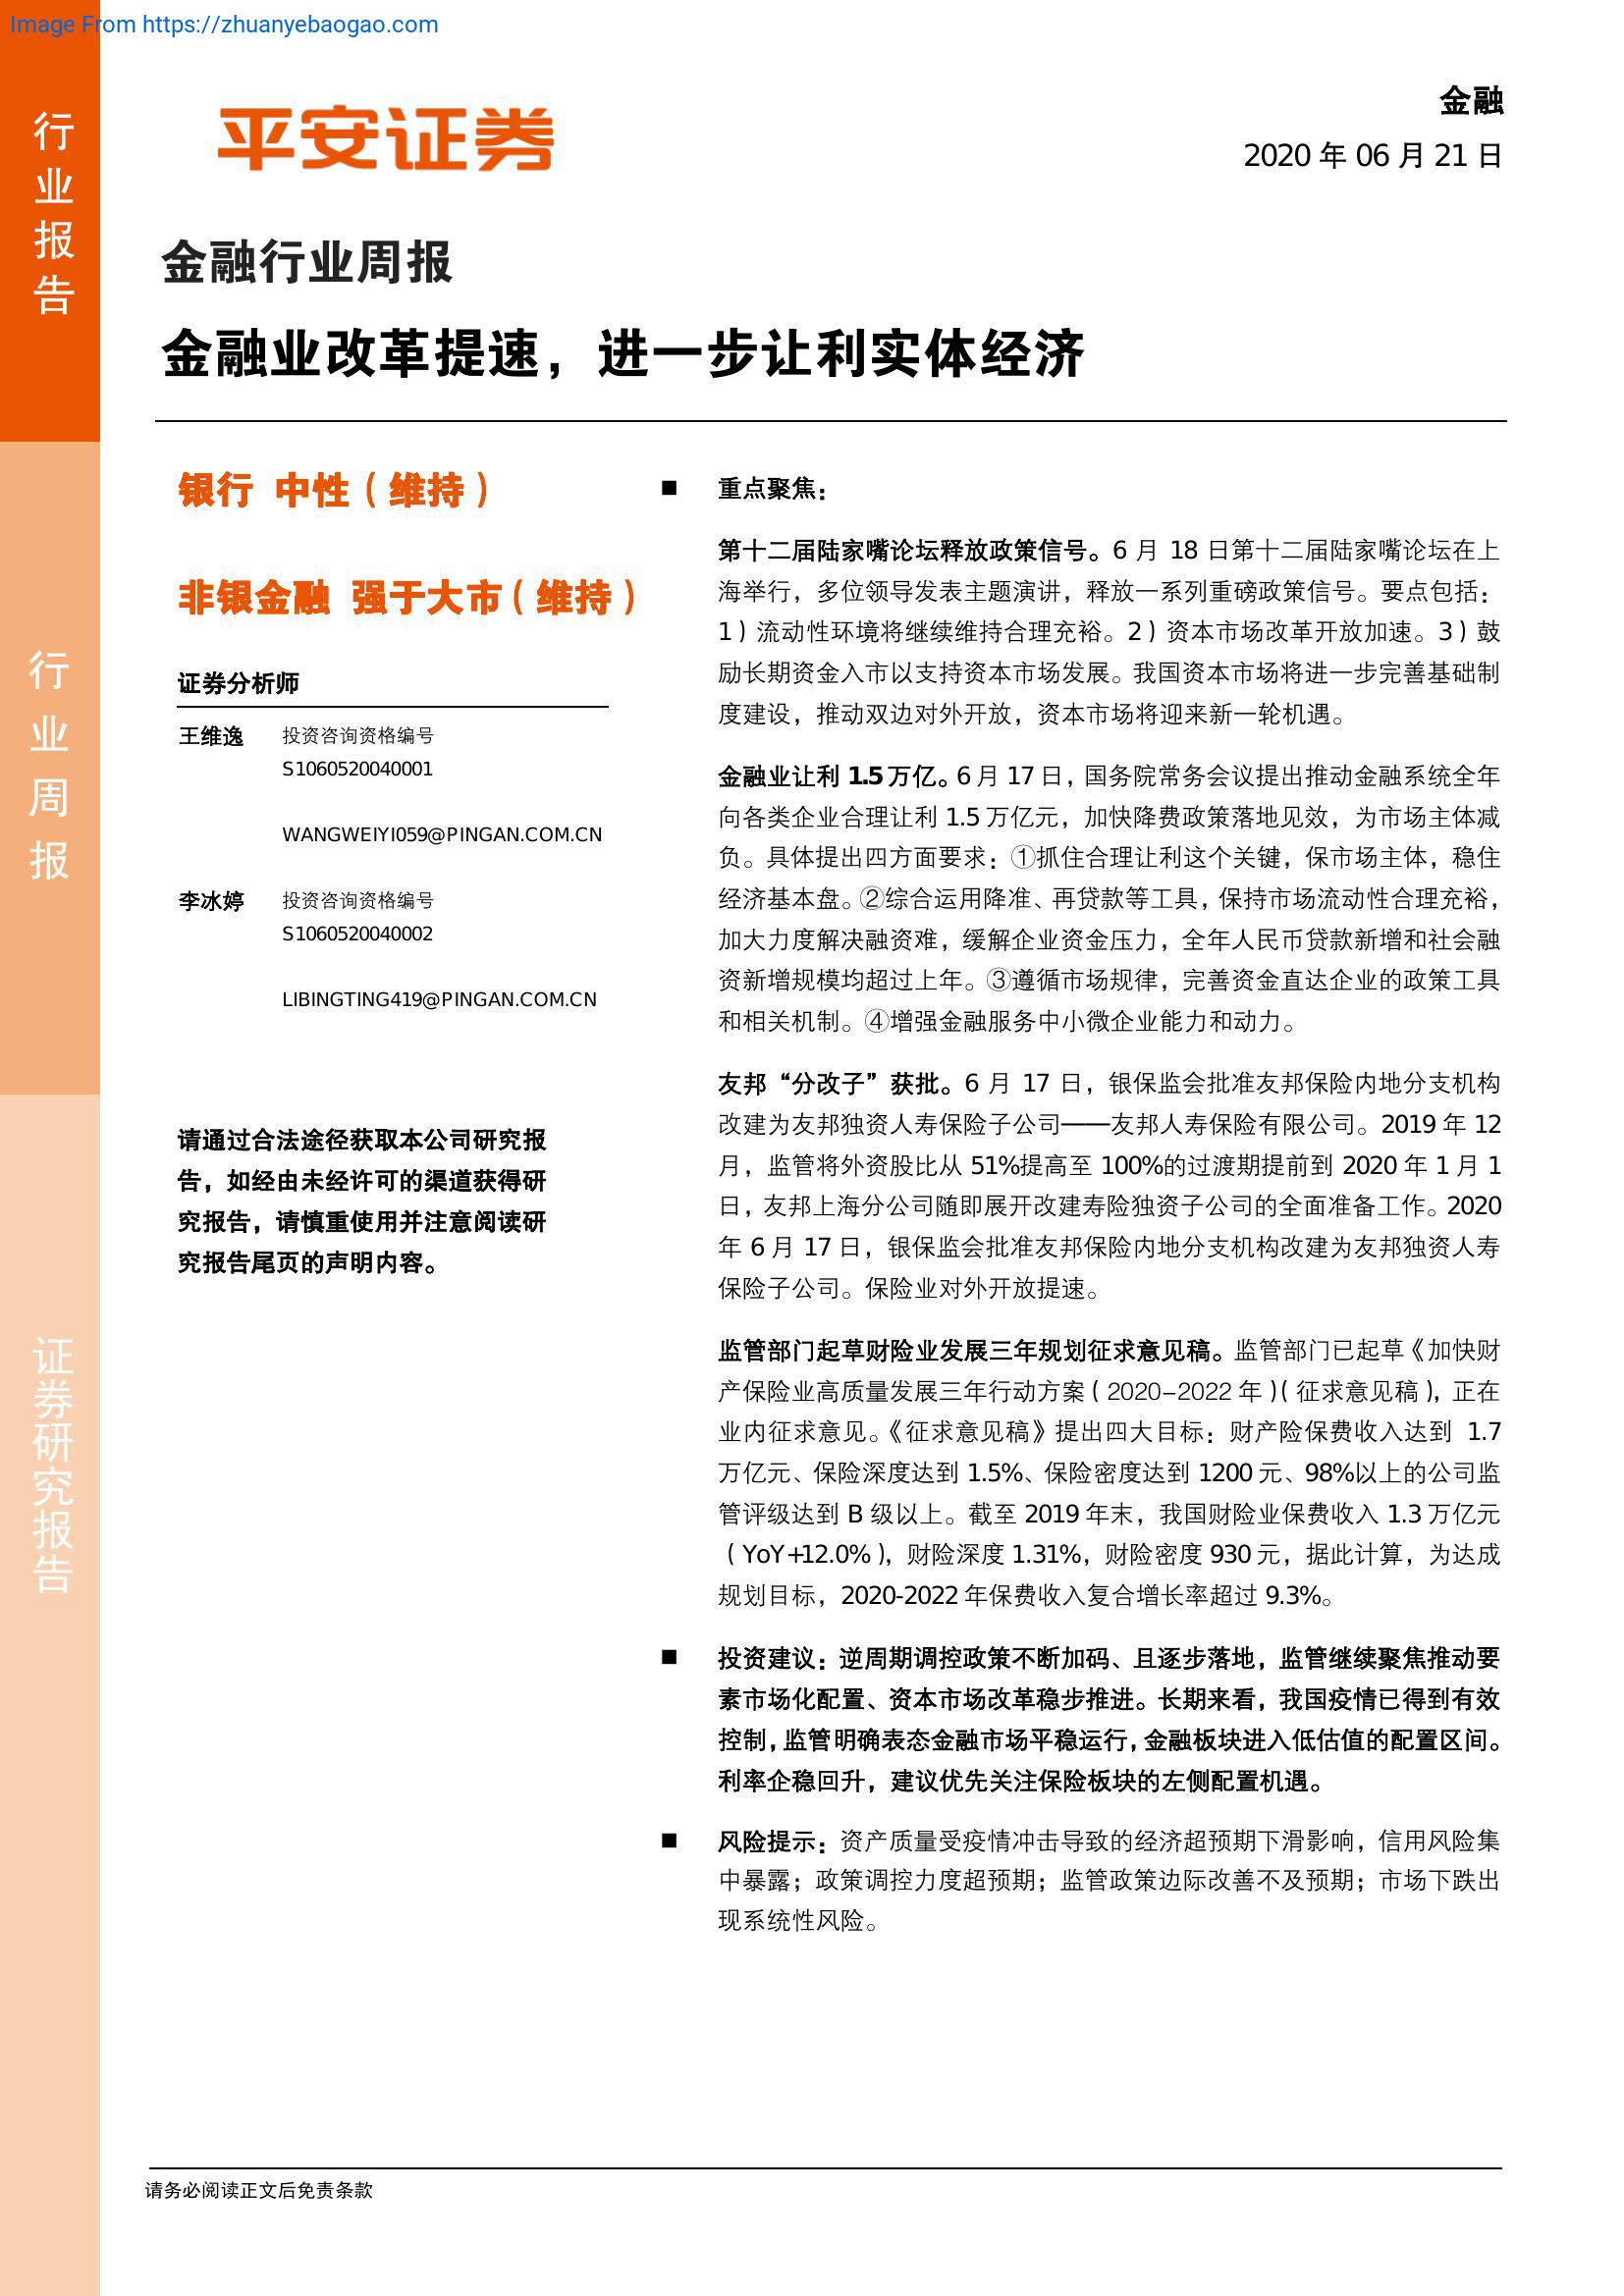 Image From https://zhuanyebaogao.com
行业报告
行业周报
证券研究报告
平安证券
金融
2020 年 06 月 21 日
金融行业周报
金融业改革提速，进一步让利实体经济
银行 中性（维持）
非银金融 强于大市（维持）
证券分析师
王维逸 投资咨询资格编号
S1060520040001
WANGWEIYI059@PINGAN.COM.CN
李冰婷 投资咨询资格编号
S1060520040002
LIBINGTING419@PINGAN.COM.CN
请通过合法途径获取本公司研究报
告，如经由未经许可的渠道获得研
究报告，请慎重使用并注意阅读研
究报告尾页的声明内容。
■ 重点聚焦：
第十二届陆家嘴论坛释放政策信号。6 月 18 日第十二届陆家嘴论坛在上
海举行，多位领导发表主题演讲，释放一系列重磅政策信号。要点包括：
1）流动性环境将继续维持合理充裕。2）资本市场改革开放加速。3）鼓
励长期资金入市以支持资本市场发展。我国资本市场将进一步完善基础制
度建设，推动双边对外开放，资本市场将迎来新一轮机遇。
金融业让利 1.5 万亿。6 月 17 日，国务院常务会议提出推动金融系统全年
向各类企业合理让利 1.5 万亿元，加快降费政策落地见效，为市场主体减
负。具体提出四方面要求：①抓住合理让利这个关键，保市场主体，稳住
经济基本盘。②综合运用降准、再贷款等工具，保持市场流动性合理充裕，
加大力度解决融资难，缓解企业资金压力，全年人民币贷款新增和社会融
资新增规模均超过上年。③遵循市场规律，完善资金直达企业的政策工具
和相关机制。④增强金融服务中小微企业能力和动力。
友邦“分改子”获批。6 月 17 日，银保监会批准友邦保险内地分支机构
改建为友邦独资人寿保险子公司——友邦人寿保险有限公司。2019 年 12
月，监管将外资股比从 51%提高至 100%的过渡期提前到 2020 年 1 月 1
日，友邦上海分公司随即展开改建寿险独资子公司的全面准备工作。2020
年 6 月 17 日，银保监会批准友邦保险内地分支机构改建为友邦独资人寿
保险子公司。保险业对外开放提速。
监管部门起草财险业发展三年规划征求意见稿。监管部门已起草《加快财
产保险业高质量发展三年行动方案（2020–2022 年）（征求意见稿），正在
业内征求意见。《征求意见稿》提出四大目标：财产险保费收入达到 1.7
万亿元、保险深度达到 1.5%、保险密度达到 1200 元、98%以上的公司监
管评级达到 B 级以上。截至 2019 年末，我国财险业保费收入 1.3 万亿元
（YoY+12.0%），财险深度 1.31%，财险密度 930 元，据此计算，为达成
规划目标，2020-2022 年保费收入复合增长率超过 9.3%。
■ 投资建议：逆周期调控政策不断加码、且逐步落地，监管继续聚焦推动要
素市场化配置、资本市场改革稳步推进。长期来看，我国疫情已得到有效
控制，监管明确表态金融市场平稳运行，金融板块进入低估值的配置区间。
利率企稳回升，建议优先关注保险板块的左侧配置机遇。
■ 风险提示：资产质量受疫情冲击导致的经济超预期下滑影响，信用风险集
中暴露；政策调控力度超预期；监管政策边际改善不及预期；市场下跌出
现系统性风险。
请务必阅读正文后免责条款